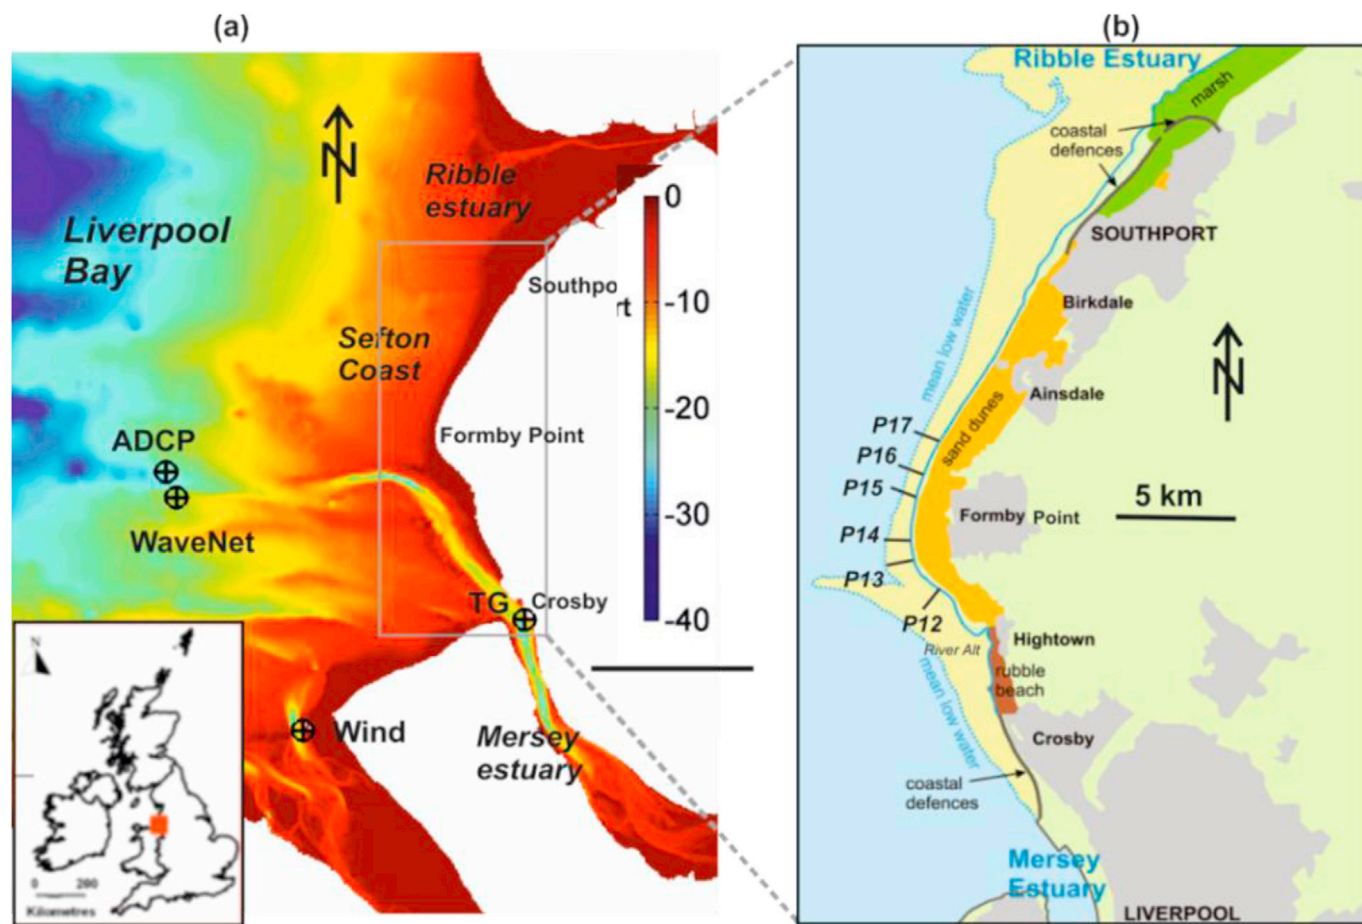 (a)
N
Ribble
estuary
Liverpool
Bay
Southpo
rt
Sefton
Coast
Formby Point
ADCP
WaveNet
TG
Crosby
Wind
Mersey
estuary
0
-10
-20
-30
-40
N
0 200
Kilometres
(b)
Ribble Estuary
marsh
coastal
defences
SOUTHPORT
mean low water
Birkdale
N
Ainsdale
sand dunes
P17
P16
P15
5 km
Formby Point
P14
P13
P12
Hightown
River Alt
rubble
beach
mean low water
Crosby
coastal
defences
Mersey
Estuary
LIVERPOOL